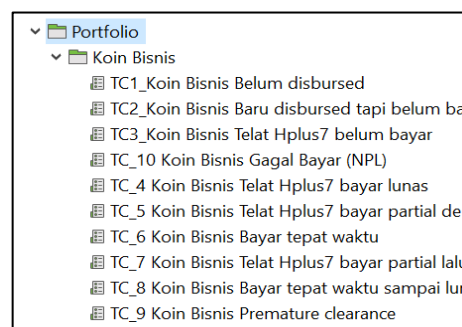 Portfolio
Koin Bisnis
TC1_Koin Bisnis Belum disbursed
TC2_Koin Bisnis Baru disbursed tapi belum ba
TC3_Koin Bisnis Telat Hplus7 belum bayar
TC_10 Koin Bisnis Gagal Bayar (NPL)
TC_4 Koin Bisnis Telat Hplus7 bayar lunas
TC_5 Koin Bisnis Telat Hplus7 bayar partial de
TC_6 Koin Bisnis Bayar tepat waktu
TC_7 Koin Bisnis Telat Hplus7 bayar partial lal
TC_8 Koin Bisnis Bayar tepat waktu sampai
TC_9 Koin Bisnis Premature clearance